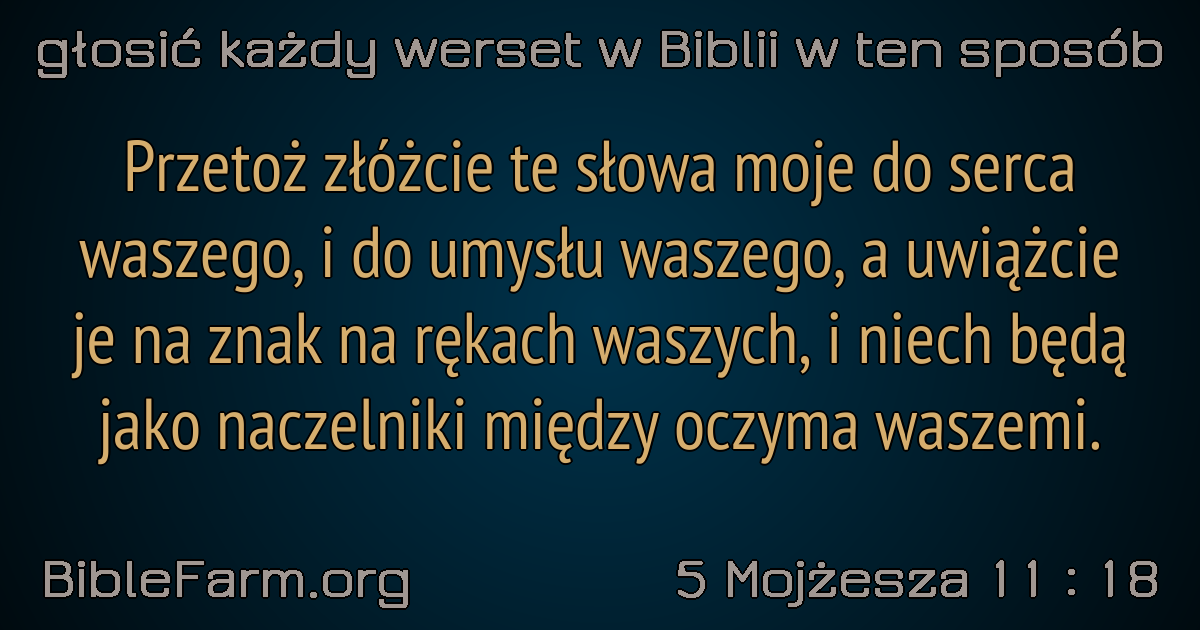 głosić każdy werset w Biblii w ten sposób
Przetoż złóżcie te słowa moje do serca
waszego, i do umysłu waszego, a uwiążcie
je na znak na rękach waszych, i niech będą
jako naczelniki między oczyma waszemi.
BibleFarm.org
5 Mojżesza 11 : 18